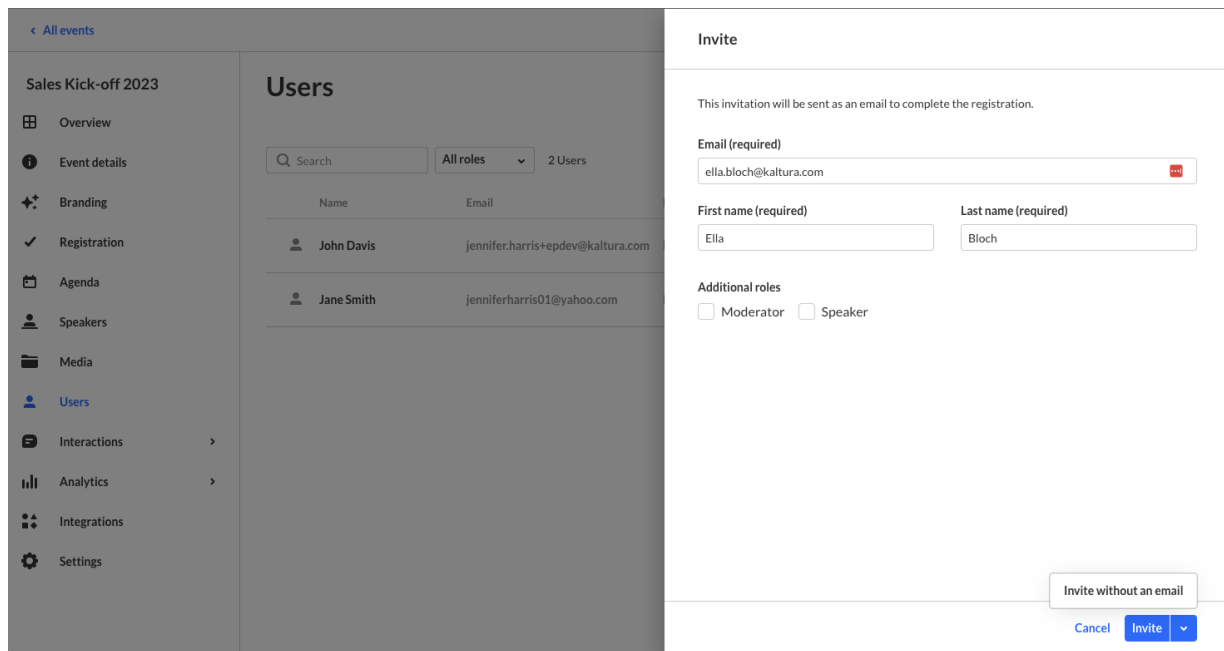 All events
Sales Kick-off 2023
Overview
Event details
Branding
Registration
Agenda
Speakers
Media
Users
Interactions
Analytics
Integrations
Settings
Users
Search
All roles
2 Users
Name Email
John Davis jennifer.harris+epdev@kaltura.com
Jane Smith jenniferharris01@yahoo.com
Invite
This invitation will be sent as an email to complete the registration.
Email (required)
ella.bloch@kaltura.com
First name (required) Last name (required)
Ella Bloch
Additional roles
Moderator Speaker
Invite without an email
Cancel Invite